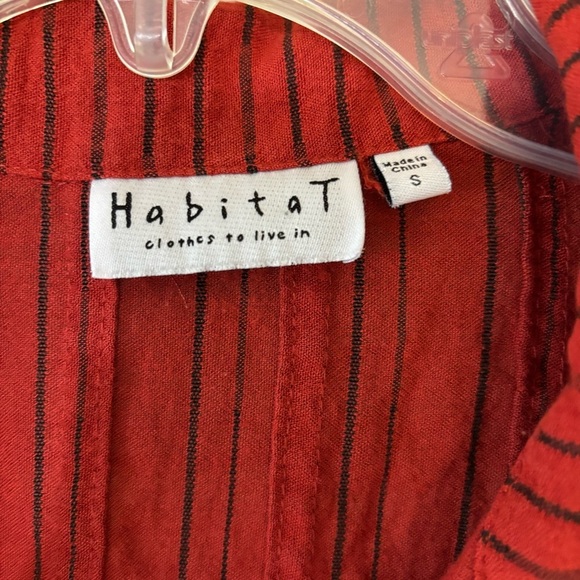 HabitaT
clothes to live in
Made in
China
S